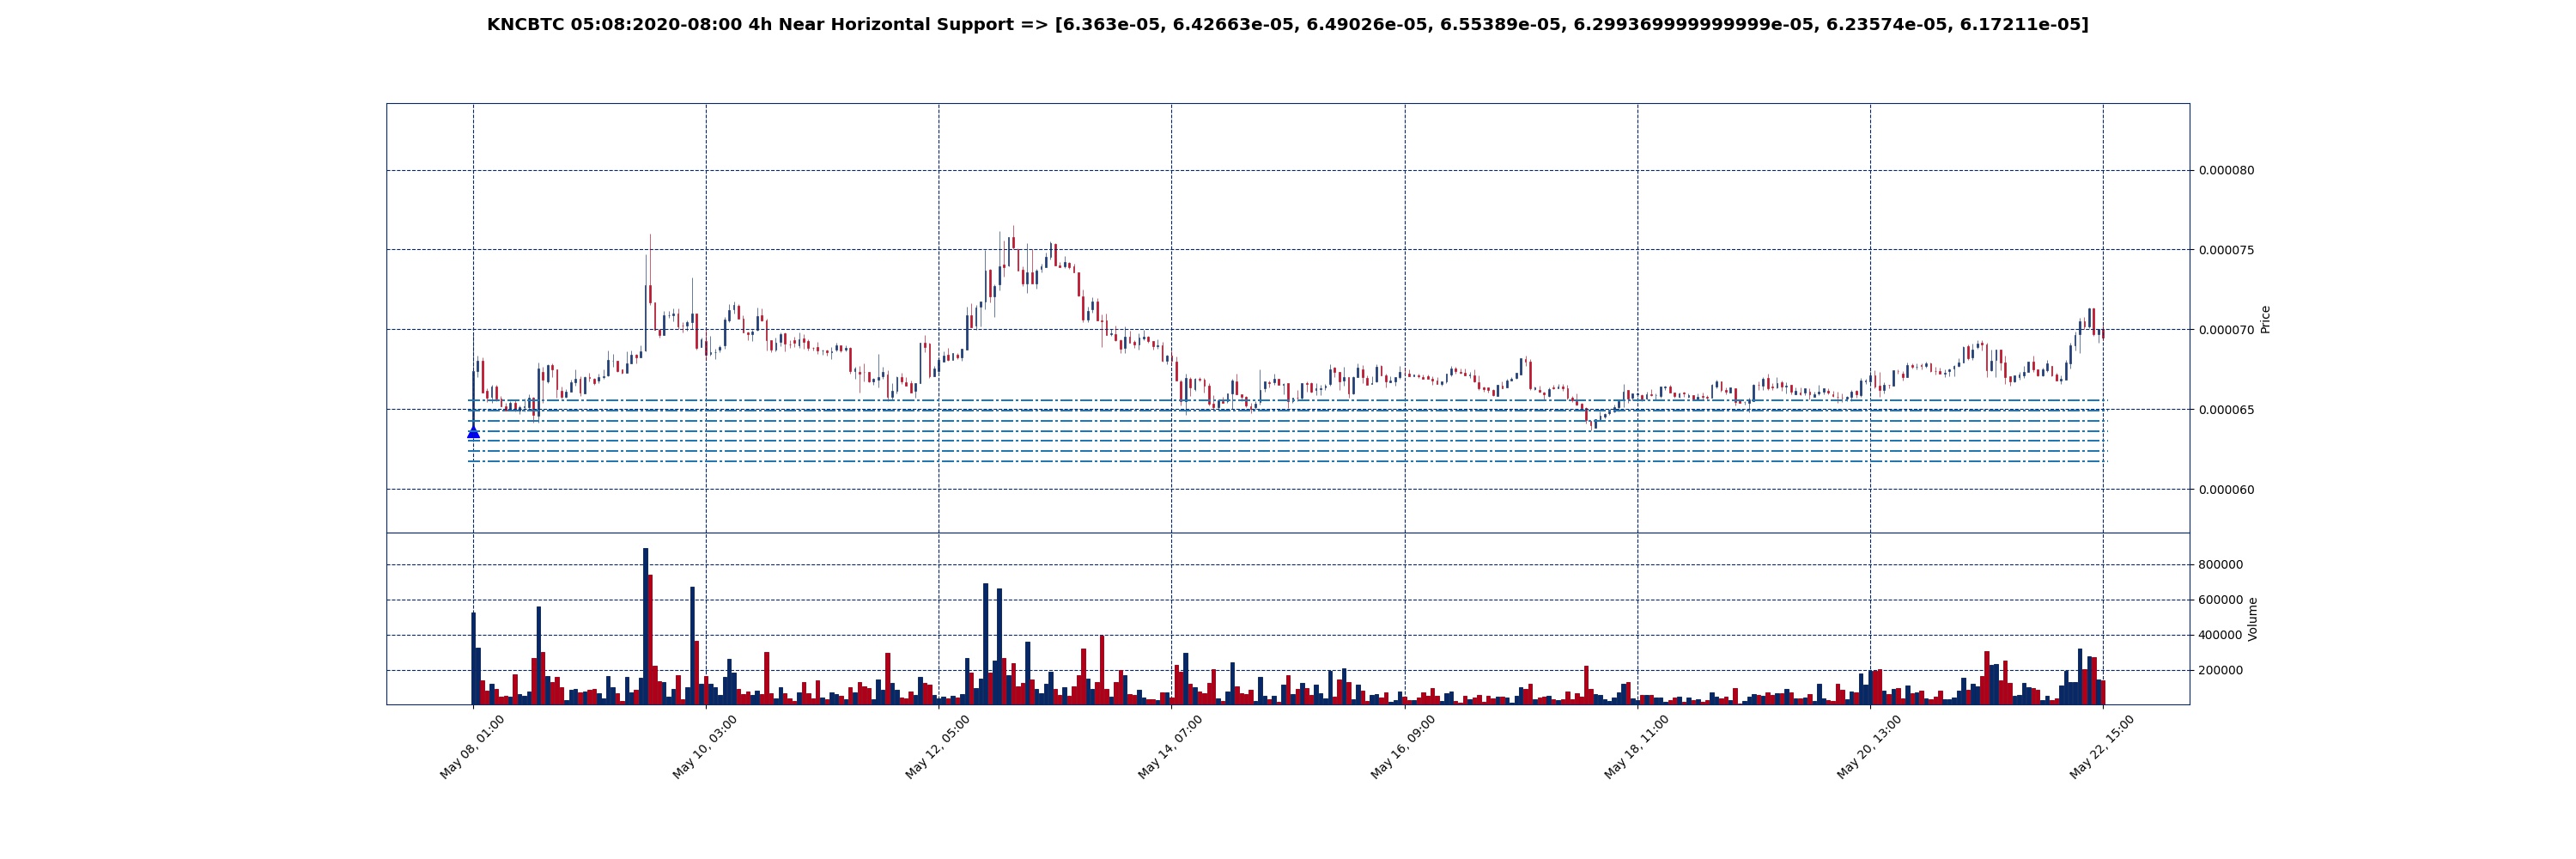 KNCBTC 05:08:2020-08:00 4h Near Horizontal Support => [6.363e-05, 6.42663e-05, 6.49026e-05, 6.55389e-05, 6.299369999999999e-05, 6.23574e-05, 6.17211e-05]
0.000080
0.000075
0.000070
0.000065
0.000060
Price
800000
600000
400000
200000
Volume
May 08, 01:00
May 10, 03:00
May 12, 05:00
May 14, 07:00
May 16, 09:00
May 18, 11:00
May 20, 13:00
May 22, 15:00